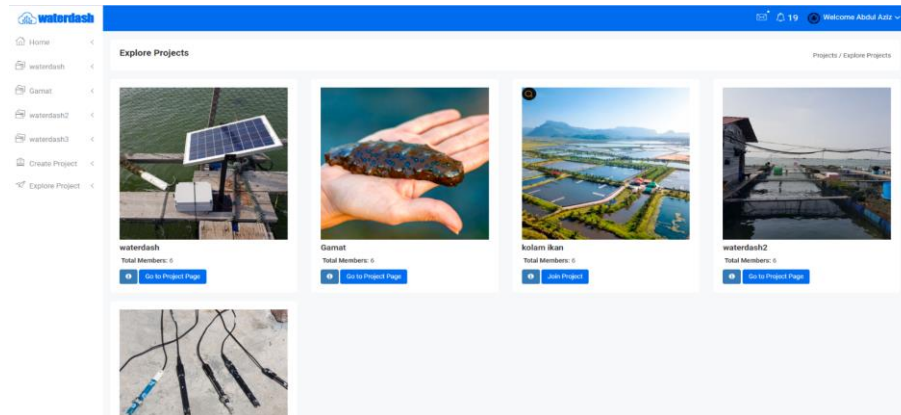 waterdash
19 Welcome Abdul Aziz
Home
waterdash
Gamat
waterdash2
waterdash3
Create Project
Explore Project
Explore Projects
Projects / Explore Projects
waterdash
Total Members: 6
Go to Project Page
Gamat
Total Members: 6
Go to Project Page
kolam ikan
Total Members: 6
Join Project
waterdash2
Total Members: 6
Go to Project Page